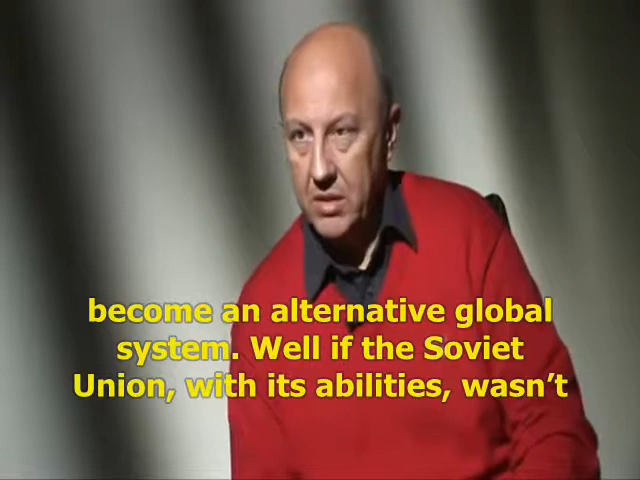 become an alternative global
system. Well if the Soviet
Union, with its abilities, wasn’t